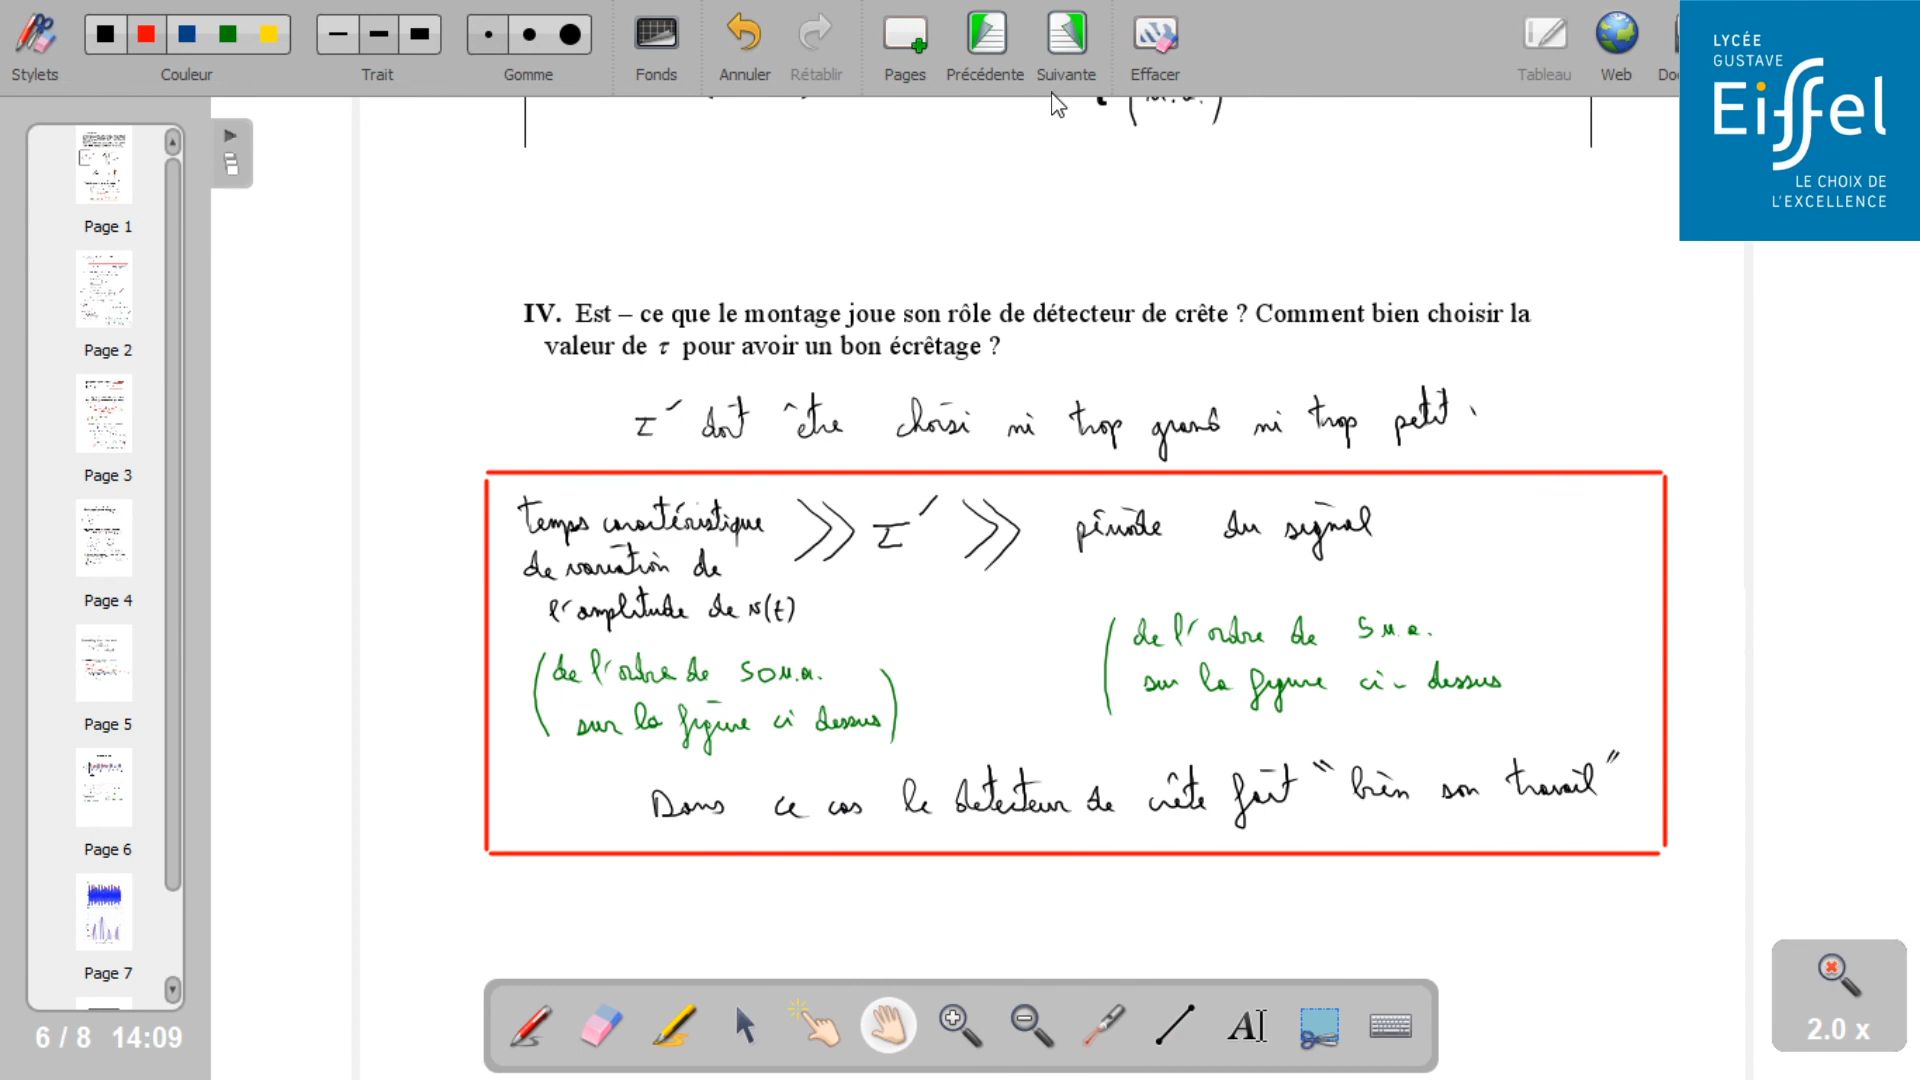 Stylets
Couleur
Trait
Gomme
Fonds
Annuler
Rétablir
Pages
Précédente
Suivante
Effacer
Tableau
Web
LYCÉE
GUSTAVE
Eiffel
LE CHOIX DE
L'EXCELLENCE
Page 1
Page 2
Page 3
Page 4
Page 5
Page 6
Page 7
6 / 8 14:09
IV. Est – ce que le montage joue son rôle de détecteur de crête ? Comment bien choisir la
valeur de τ pour avoir un bon écrêtage ?
τ' doit être choisi ni trop grand ni trop petit.
temps caractéristique >> τ' >> période du signal
de variation de
l'amplitude de v(t)
(de l'ordre de 50 u.a.
sur la figure ci dessus)
(de l'ordre de 5 u.a.
sur la figure ci-dessus
Dans ce cas le detecteur de crête fait "bien son travail"
2.0 x